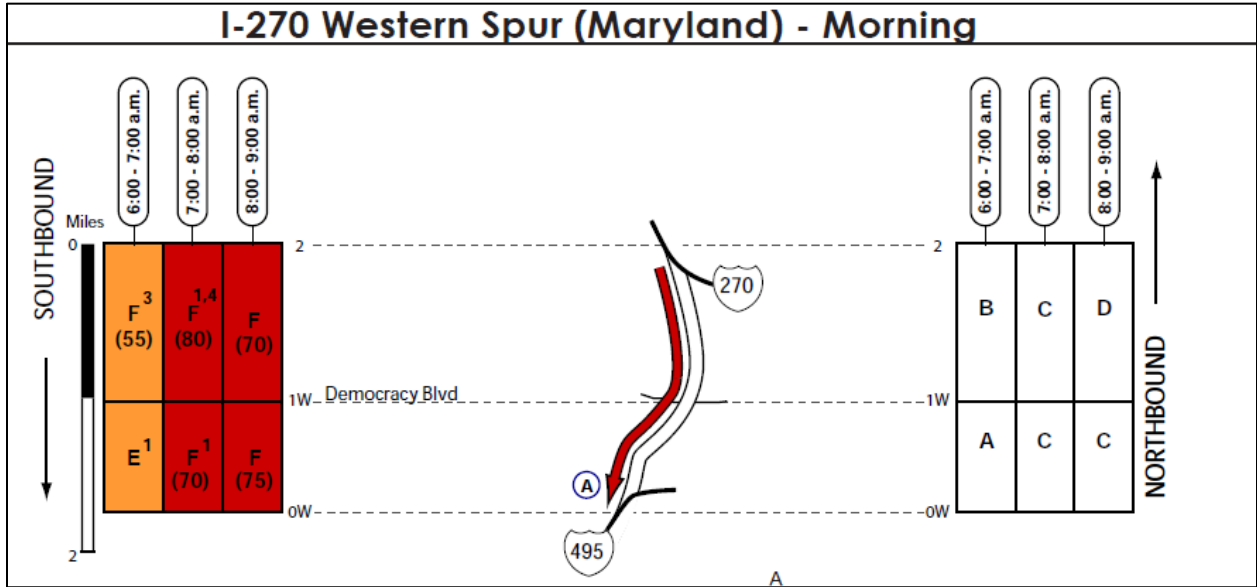 I-270 Western Spur (Maryland) - Morning
6:00 - 7:00 a.m.
7:00 - 8:00 a.m.
8:00 - 9:00 a.m.
6:00 - 7:00 a.m.
7:00 - 8:00 a.m.
8:00 - 9:00 a.m.
SOUTHBOUND
Miles
0
2
2
270
F3 F1,4 F
(55) (80) (70)
B C D
1W Democracy Blvd 1W
E1 F1 F
(70) (75)
A C C
NORTHBOUND
A
0W 0W
2
495
A